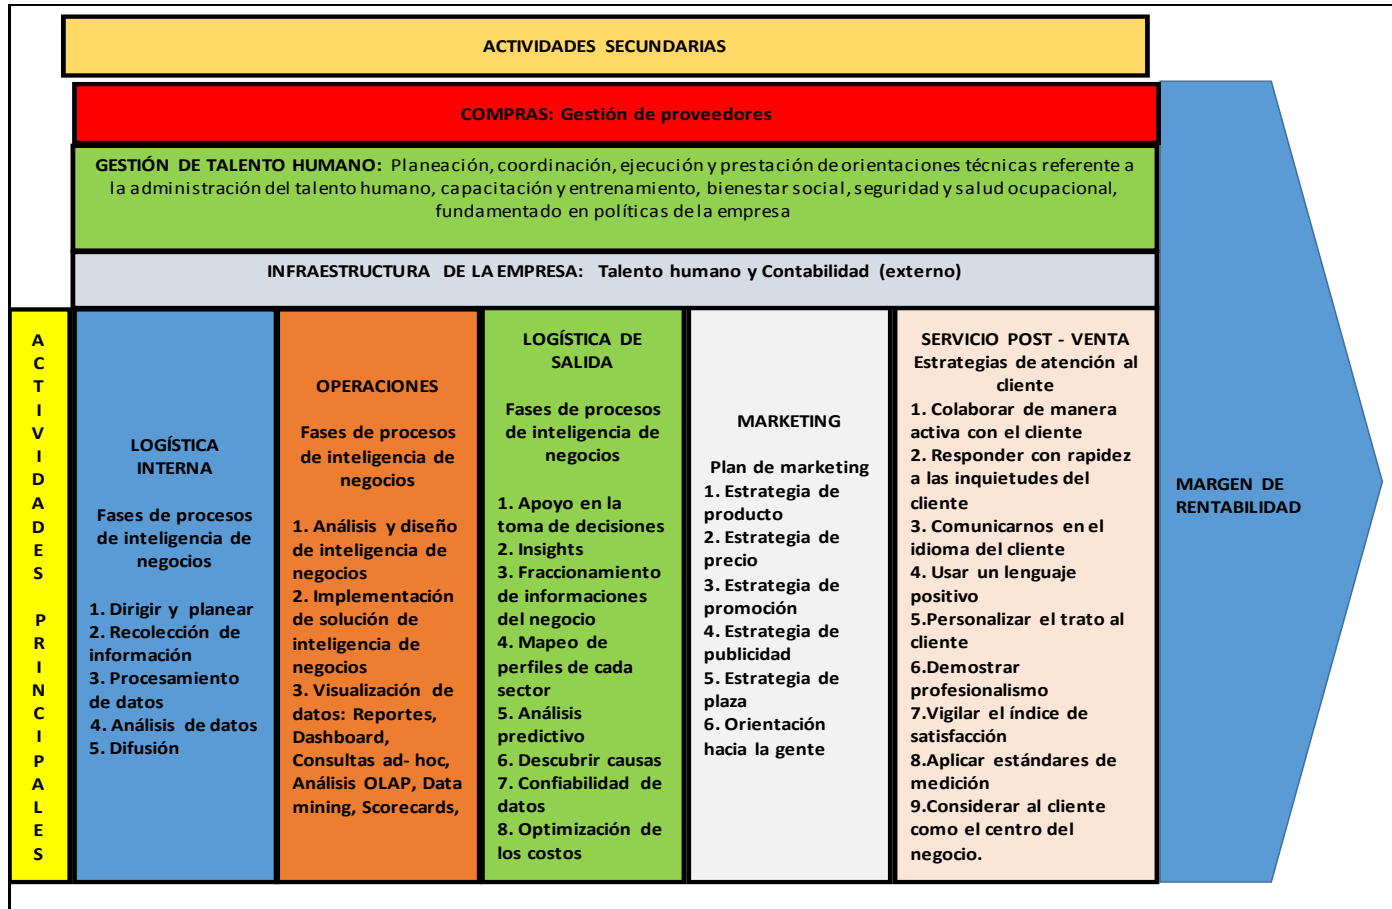 ACTIVIDADES SECUNDARIAS
COMPRAS: Gestión de proveedores
GESTIÓN DE TALENTO HUMANO: Planeación, coordinación, ejecución y prestación de orientaciones técnicas referente a
la administración del talento humano, capacitación y entrenamiento, bienestar social, seguridad y salud ocupacional,
fundamentado en políticas de la empresa
INFRAESTRUCTURA DE LA EMPRESA: Talento humano y Contabilidad (externo)
A
C
T
I
V
I
D
A
D
E
S
P
R
I
N
C
I
P
A
L
E
S
LOGÍSTICA
INTERNA
Fases de procesos
de inteligencia de
negocios
1. Dirigir y planear
2. Recolección de
información
3. Procesamiento
de datos
4. Análisis de datos
5. Difusión
OPERACIONES
Fases de procesos
de inteligencia de
negocios
1. Análisis y diseño
de inteligencia de
negocios
2. Implementación
de solución de
inteligencia de
negocios
3. Visualización de
datos: Reportes,
Dashboard,
Consultas ad- hoc,
Análisis OLAP, Data
mining, Scorecards,
LOGÍSTICA DE
SALIDA
Fases de procesos
de inteligencia de
negocios
1. Apoyo en la
toma de decisiones
2. Insights
3. Fraccionamiento
de informaciones
del negocio
4. Mapeo de
perfiles de cada
sector
5. Análisis
predictivo
6. Descubrir causas
7. Confiabilidad de
datos
8. Optimización de
los costos
MARKETING
Plan de marketing
1. Estrategia de
producto
2. Estrategia de
precio
3. Estrategia de
promoción
4. Estrategia de
publicidad
5. Estrategia de
plaza
6. Orientación
hacia la gente
SERVICIO POST - VENTA
Estrategias de atención al
cliente
1. Colaborar de manera
activa con el cliente
2. Responder con rapidez
a las inquietudes del
cliente
3. Comunicarnos en el
idioma del cliente
4. Usar un lenguaje
positivo
5.Personalizar el trato al
cliente
6.Demostrar
profesionalismo
7.Vigilar el índice de
satisfacción
8.Aplicar estándares de
medición
9.Considerar al cliente
como el centro del
negocio.
MARGEN DE
RENTABILIDAD